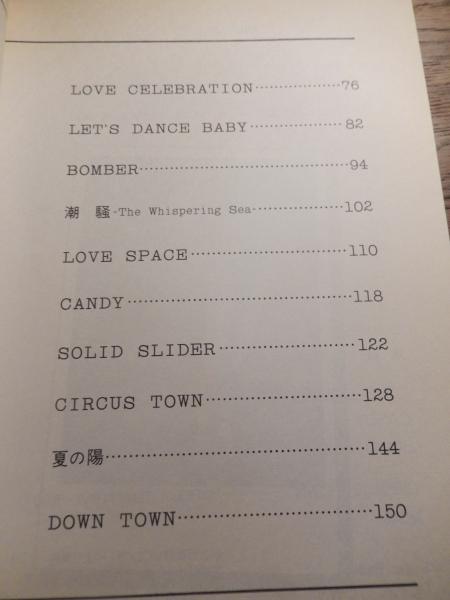 LOVE CELEBRATION··················76
LET'S DANCE BABY···················82
BOMBER·······································94
潮　騒-The Whispering Sea···················102
LOVE SPACE·····························110
CANDY········································118
SOLID SLIDER·························122
CIRCUS TOWN····························128
夏の陽············································144
DOWN TOWN································150